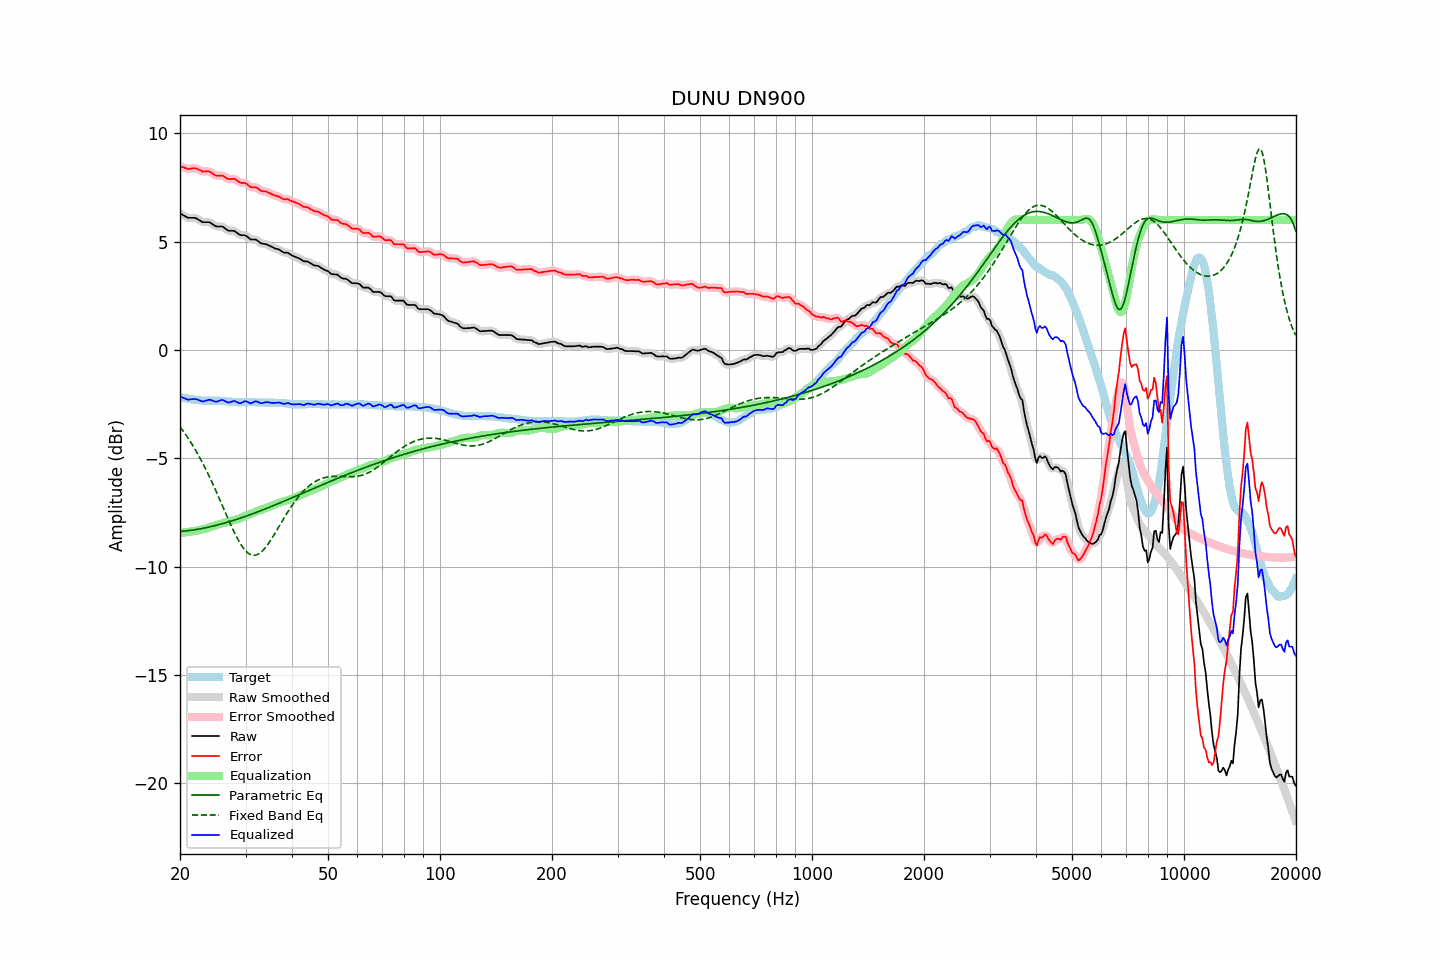 DUNU DN900
Amplitude (dBr)
10
5
0
−5
−10
−15
−20
Target
Raw Smoothed
Error Smoothed
Raw
Error
Equalization
Parametric Eq
Fixed Band Eq
Equalized
20 50 100 200 500 1000 2000 5000 10000 20000
Frequency (Hz)